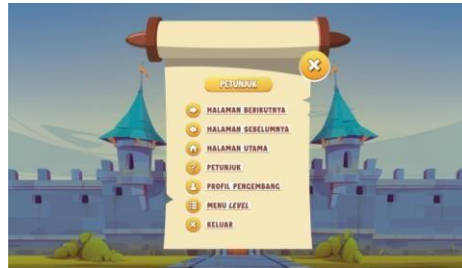 PETUNJUK
HALAMAN BERIKUTNYA
HALAMAN SEBELUMNYA
HALAMAN UTAMA
PETUNJUK
PROFIL PENGEMBANG
MENU LEVEL
KELUAR